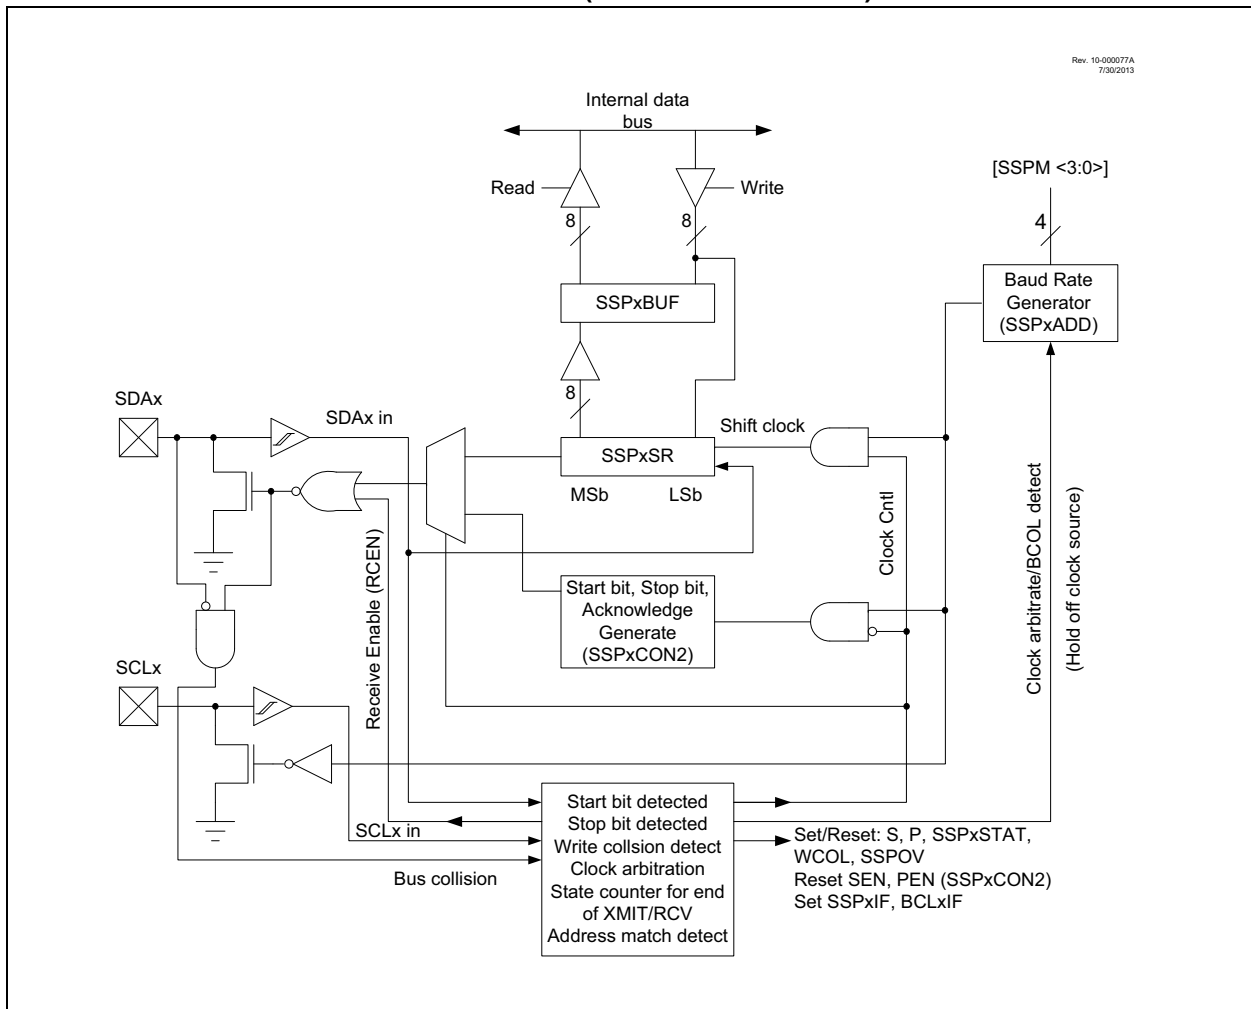 Rev. 10-000077A
7/30/2013
Internal data
bus
[SSPM <3:0>]
Read
Write
8
8
4
Baud Rate
Generator
(SSPxADD)
SSPxBUF
8
SDAx
SDAx in
Shift clock
SSPxSR
MSb
LSb
Receive Enable (RCEN)
Clock Cntl
Clock arbitrate/BCOL detect
(Hold off clock source)
Start bit, Stop bit,
Acknowledge
Generate
(SSPxCON2)
SCLx
SCLx in
Bus collision
Start bit detected
Stop bit detected
Write collsion detect
Clock arbitration
State counter for end
of XMIT/RCV
Address match detect
Set/Reset: S, P, SSPxSTAT,
WCOL, SSPOV
Reset SEN, PEN (SSPxCON2)
Set SSPxIF, BCLxIF